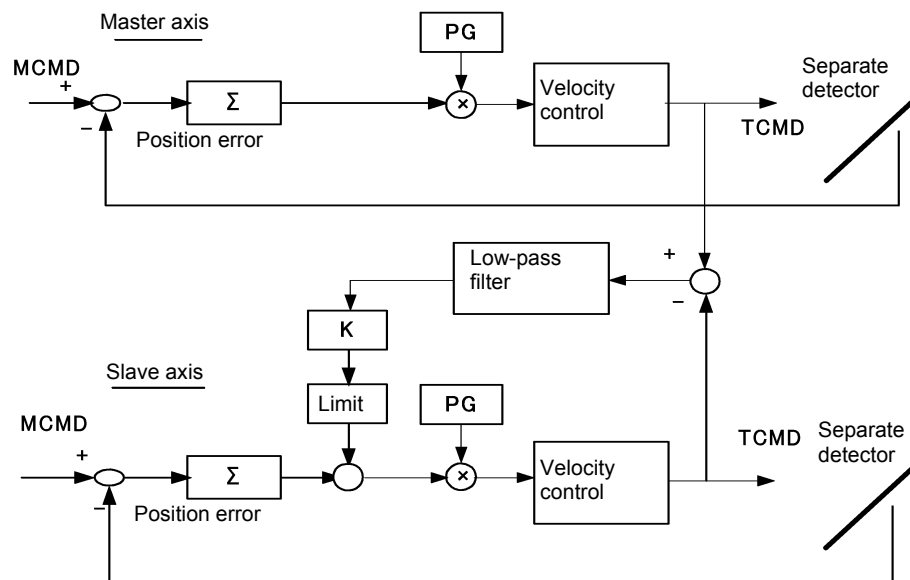 Master axis
PG
MCMD
+
Σ
×
Velocity
control
Separate
detector
−
Position error
TCMD
Low-pass
filter
+
−
K
Slave axis
Limit
PG
MCMD
+
Σ
×
Velocity
control
TCMD
Separate
detector
−
Position error